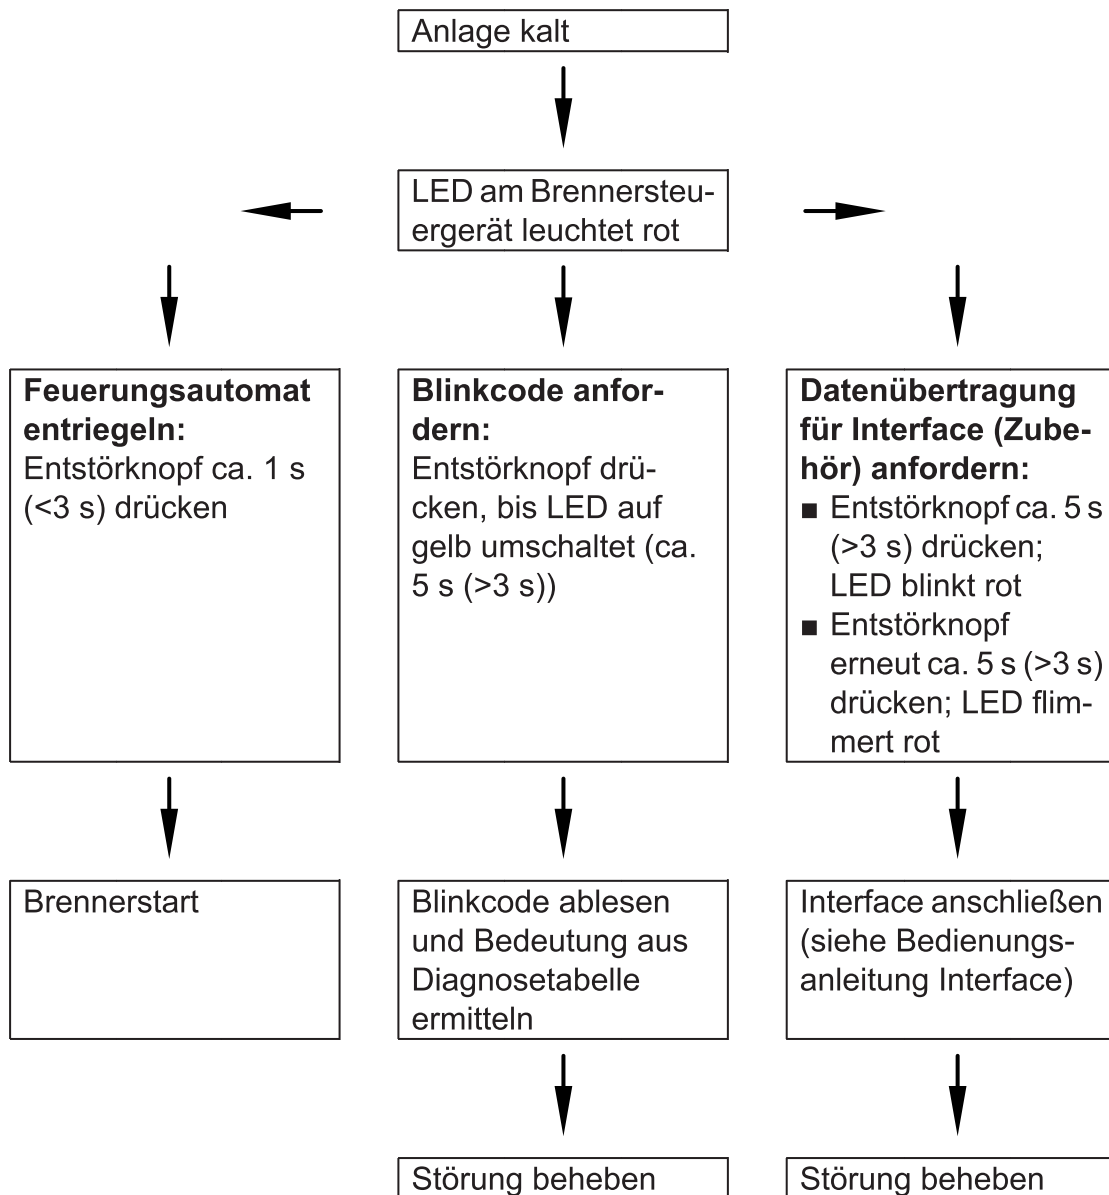 Anlage kalt
LED am Brennersteu-
ergerät leuchtet rot
Feuerungsautomat
entriegeln:
Entstörknopf ca. 1 s
(<3 s) drücken
Blinkcode anfor-
dern:
Entstörknopf drü-
cken, bis LED auf
gelb umschaltet (ca.
5 s (>3 s))
Datenübertragung
für Interface (Zube-
hör) anfordern:
■ Entstörknopf ca. 5 s
(>3 s) drücken;
LED blinkt rot
■ Entstörknopf
erneut ca. 5 s (>3 s)
drücken; LED flim-
mert rot
Brennerstart
Blinkcode ablesen
und Bedeutung aus
Diagnosetabelle
ermitteln
Interface anschließen
(siehe Bedienungs-
anleitung Interface)
Störung beheben
Störung beheben